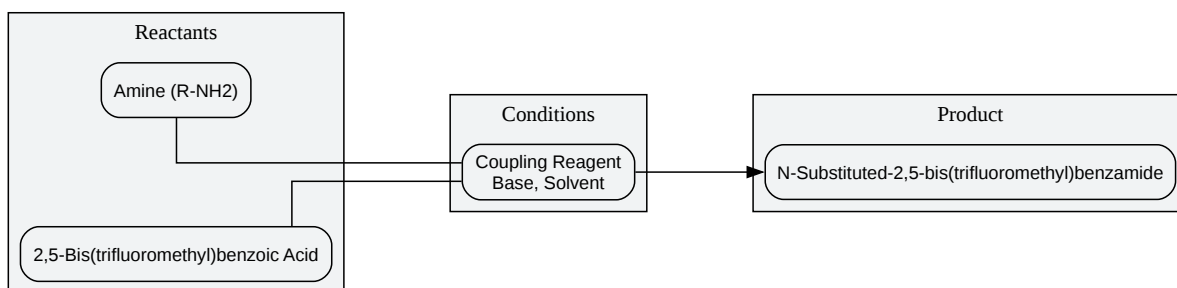 Reactants
Amine (R-NH2)
2,5-Bis(trifluoromethyl)benzoic Acid
Conditions
Coupling Reagent
Base, Solvent
Product
N-Substituted-2,5-bis(trifluoromethyl)benzamide